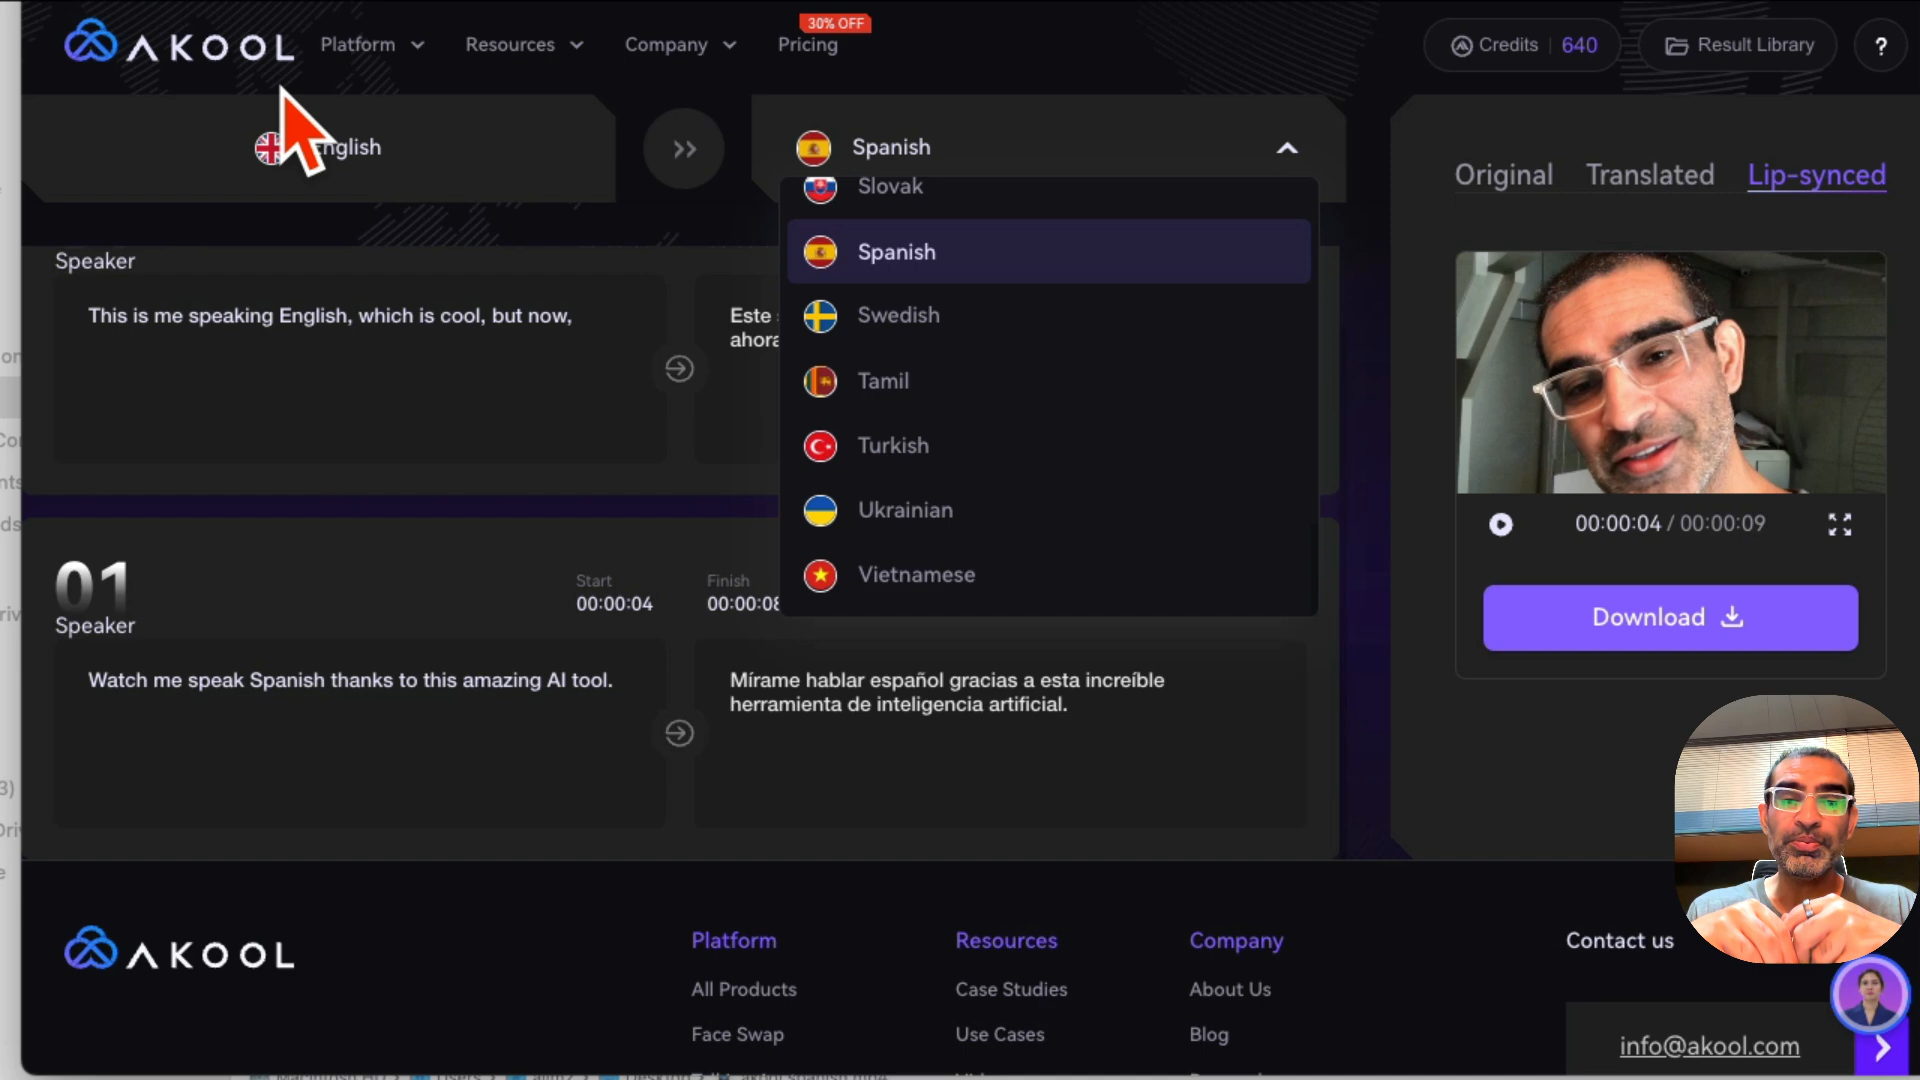 AKOOL
Platform
Resources
Company
30% OFF
Pricing
Credits
640
Result Library
?
English
Spanish
Slovak
Spanish
Swedish
Tamil
Turkish
Ukrainian
Vietnamese
Original
Translated
Lip-synced
Speaker
This is me speaking English, which is cool, but now,
Este
ahora
00:00:04 / 00:00:09
Download
01
Speaker
Start
00:00:04
Finish
00:00:08
Watch me speak Spanish thanks to this amazing AI tool.
Mírame hablar español gracias a esta increíble
herramienta de inteligencia artificial.
AKOOL
Platform
All Products
Face Swap
Resources
Case Studies
Use Cases
Company
About Us
Blog
Contact us
info@akool.com